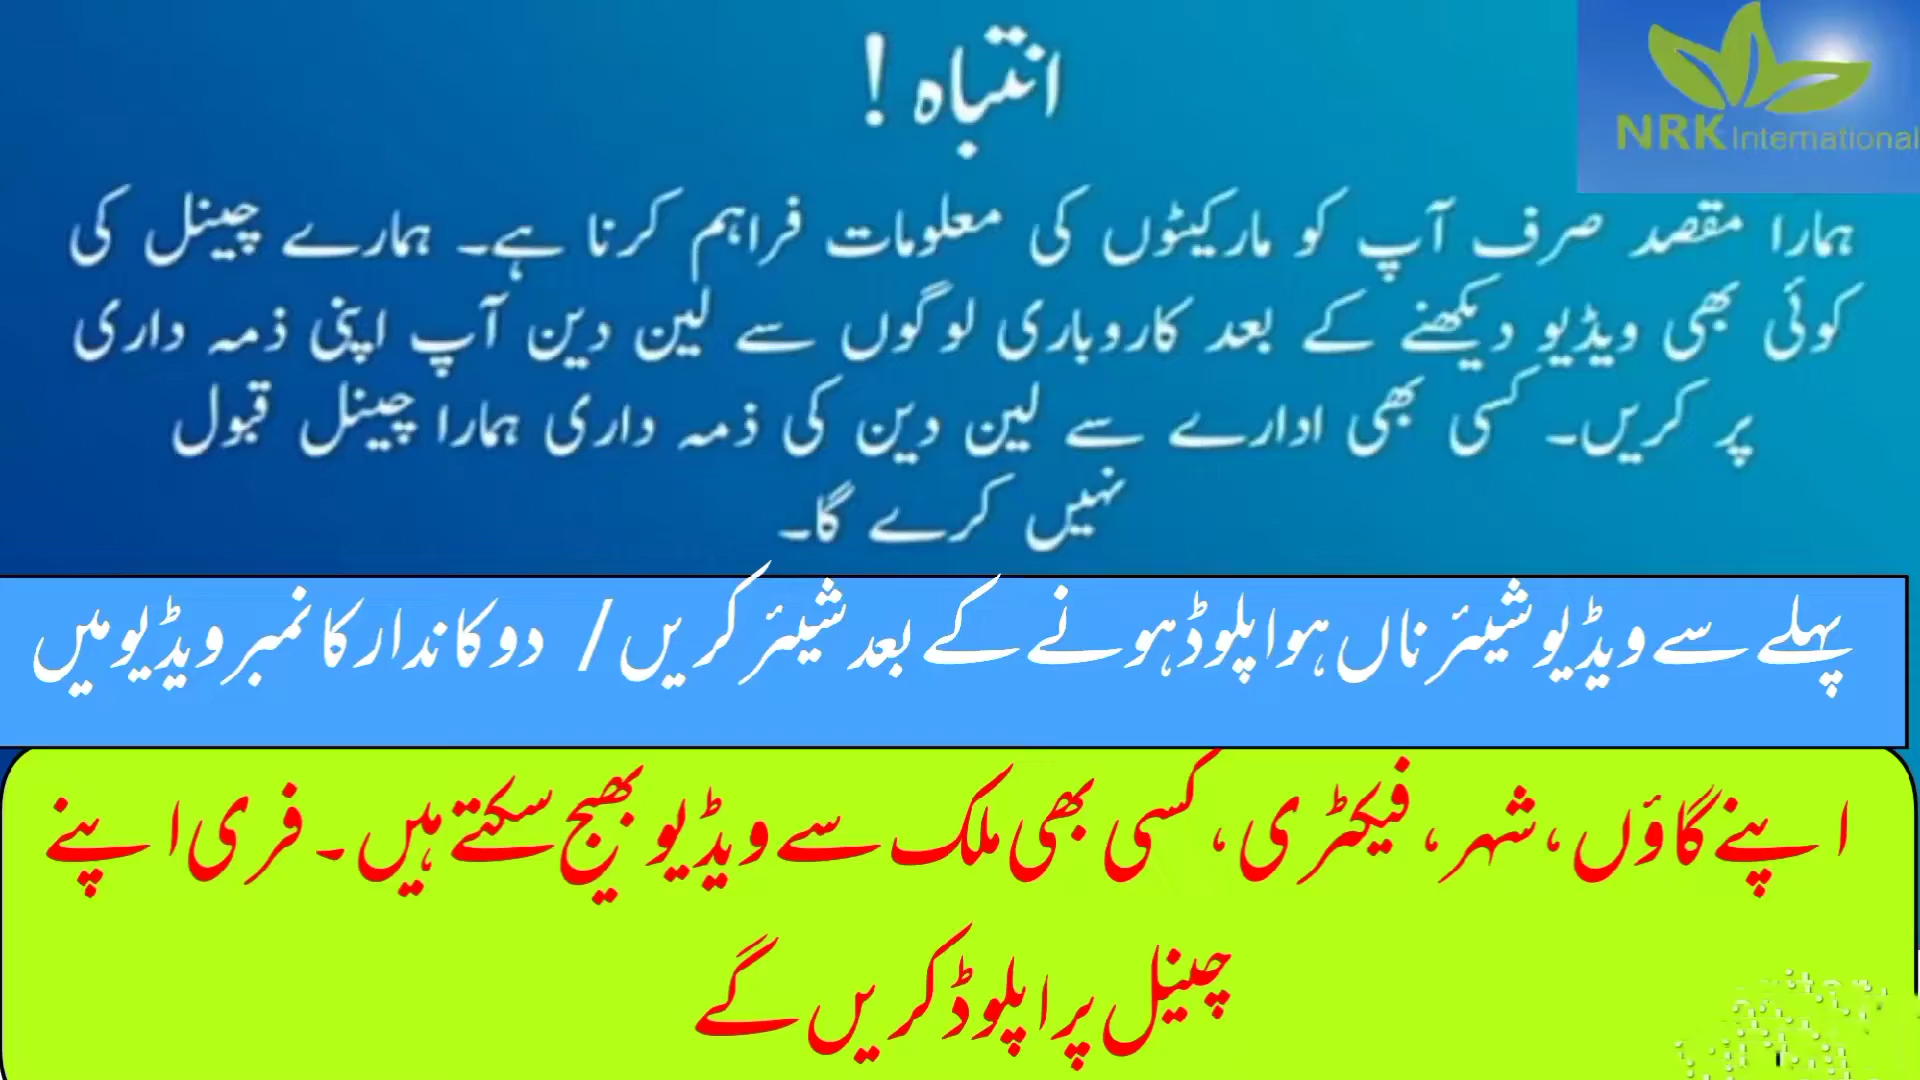 NRK International
انتباہ !
ہمارا مقصد صرف آپ کو مارکیٹوں کی معلومات فراہم کرنا ہے۔ ہمارے چینل کی
کوئی بھی ویڈیو دیکھنے کے بعد کاروباری لوگوں سے لین دین آپ اپنی ذمہ داری
پر کریں۔ کسی بھی ادارے سے لین دین کی ذمہ داری ہمارا چینل قبول
نہیں کرے گا۔
پہلے سے ویڈیو شیئر ناں ہو اپلوڈ ہونے کے بعد شیئر کریں / دوکاندار کا نمبر ویڈیو میں
اپنے گاؤں، شہر، فیکٹری، کسی بھی ملک سے ویڈیو بھیج سکتے ہیں۔ فری اپنے
چینل پر اپلوڈ کریں گے